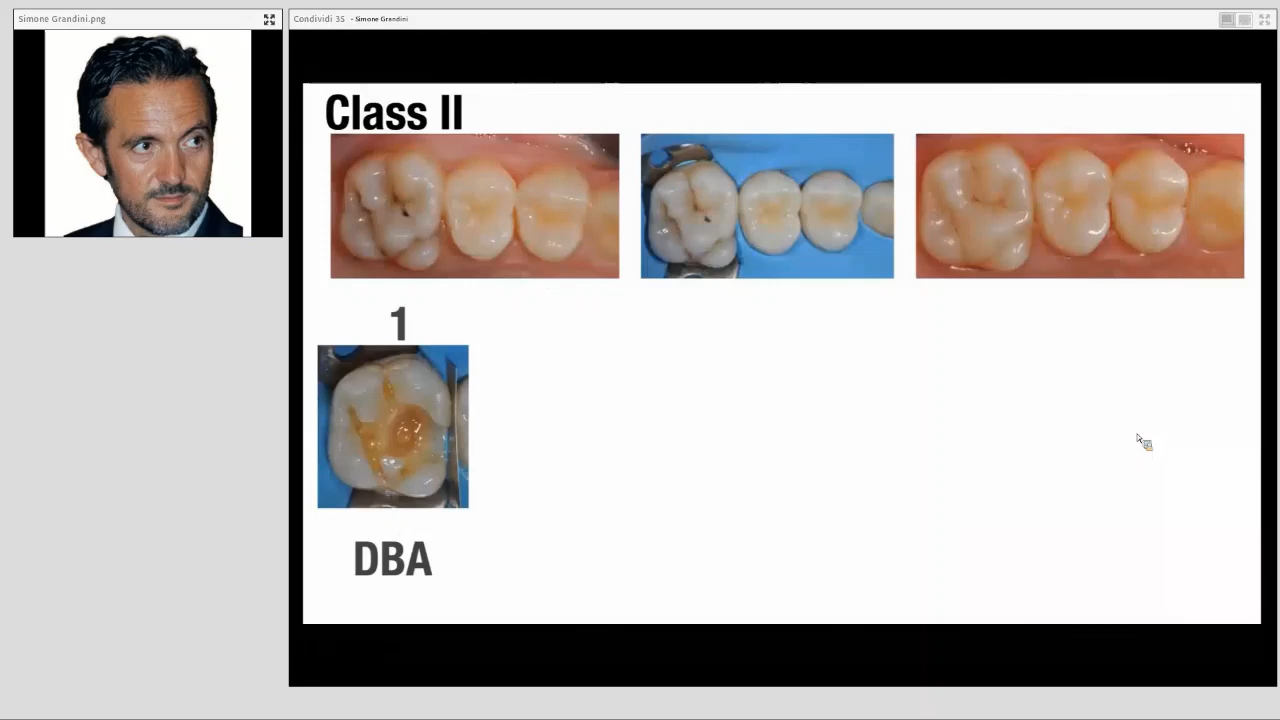 Simone Grandini.png
Condividi 35 - Simone Grandini
Class II
1
DBA